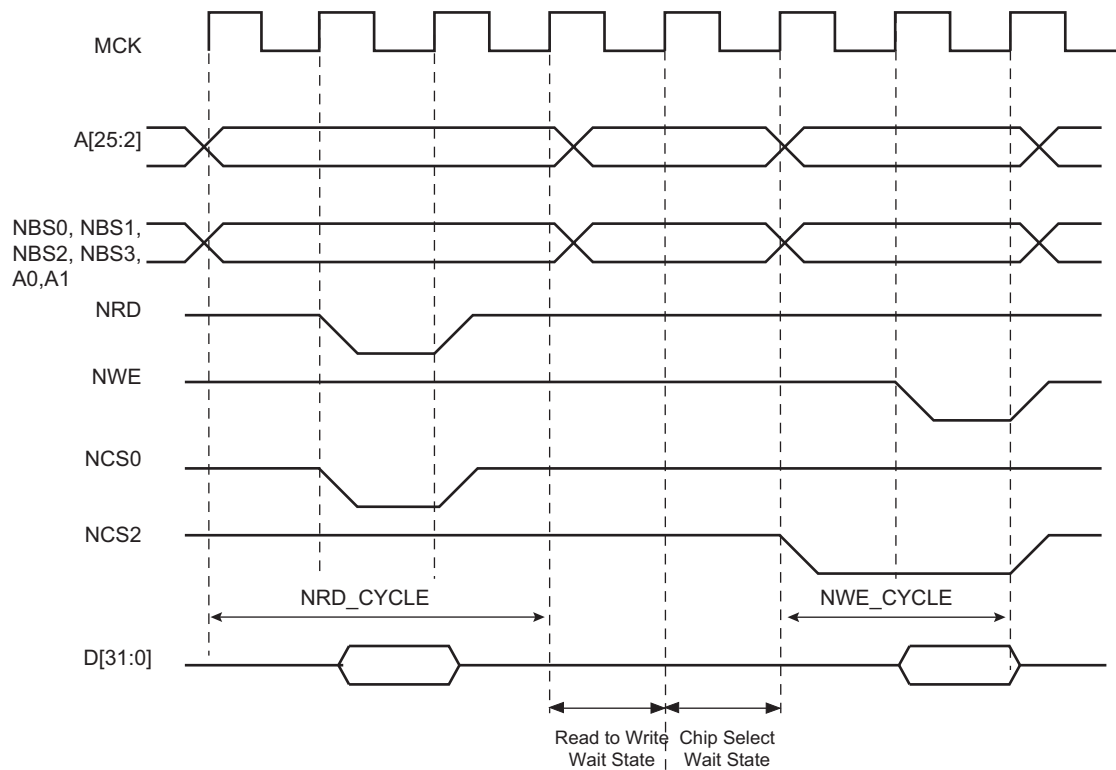 MCK
A[25:2]
NBS0, NBS1,
NBS2, NBS3,
A0,A1
NRD
NWE
NCS0
NCS2
NRD_CYCLE
NWE_CYCLE
D[31:0]
Read to Write
Wait State
Chip Select
Wait State